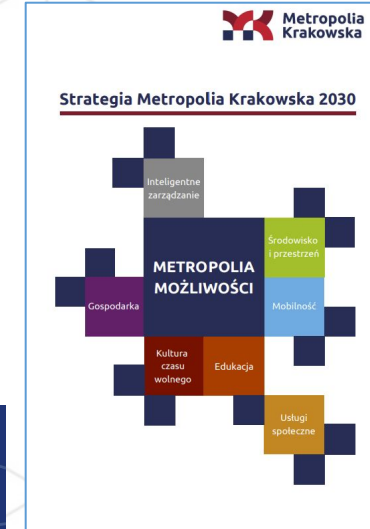 Metropolia
Krakowska
Strategia Metropolia Krakowska 2030
Inteligentne
zarządzanie
Środowisko
i przestrzeń
METROPOLIA
MOŻLIWOŚCI
Gospodarka
Mobilność
Kultura
czasu
wolnego
Edukacja
Usługi
społeczne